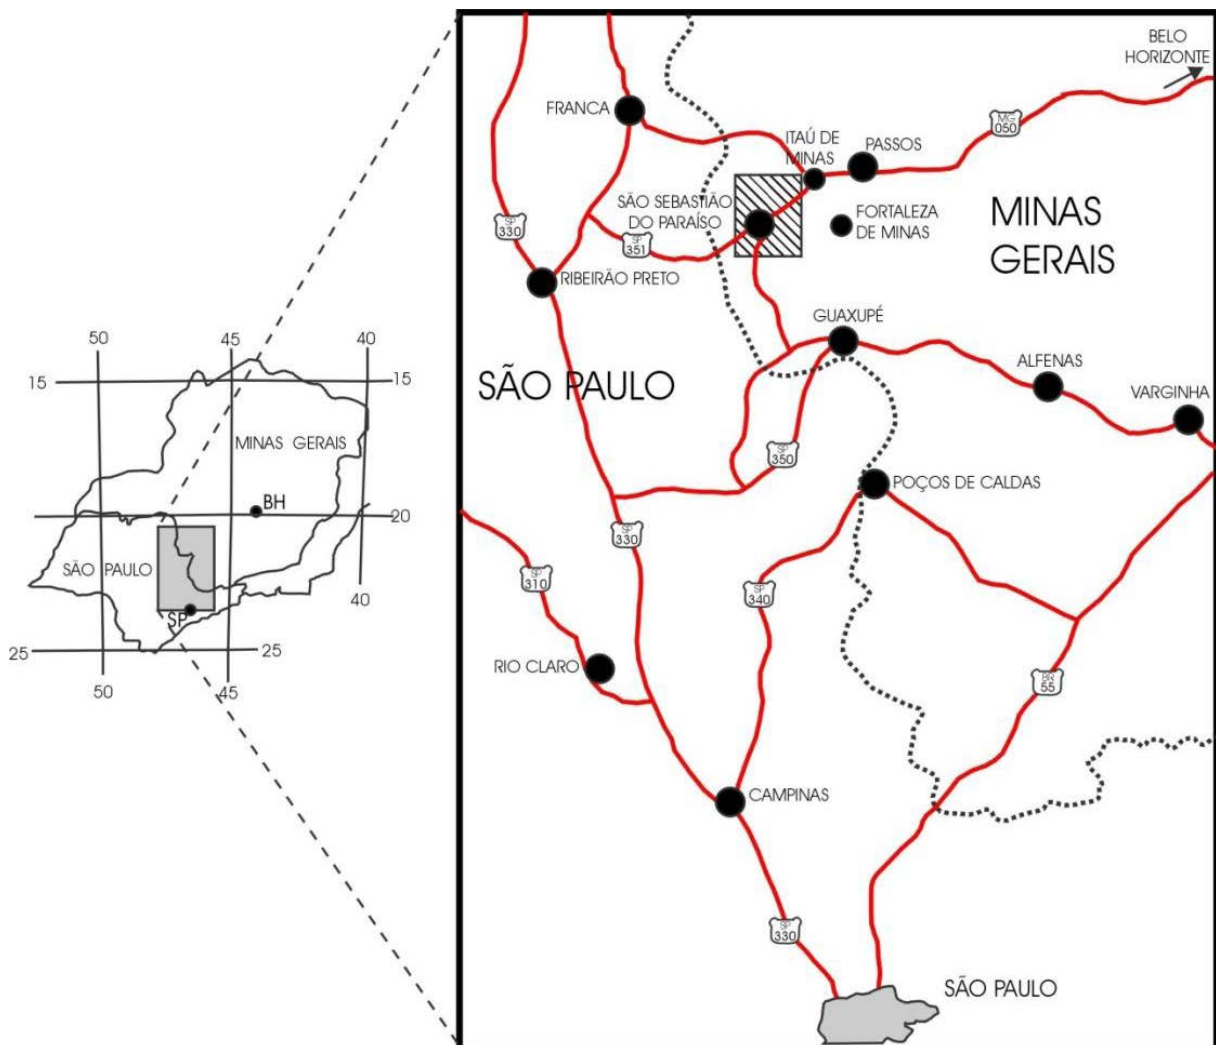 50
45
40
15
15
MINAS GERAIS
BH
20
SÃO PAULO
SP
40
25
25
50
45
BELO
HORIZONTE
MG
050
FRANCA
ITAÚ DE
MINAS
PASSOS
SÃO SEBASTIÃO
DO PARAÍSO
FORTALEZA
DE MINAS
MINAS
GERAIS
SP
330
SP
351
RIBEIRÃO PRETO
GUAXUPÉ
ALFENAS
VARGINHA
SÃO PAULO
SP
350
POÇOS DE CALDAS
SP
330
SP
310
SP
340
RIO CLARO
BR
55
CAMPINAS
SP
330
SÃO PAULO